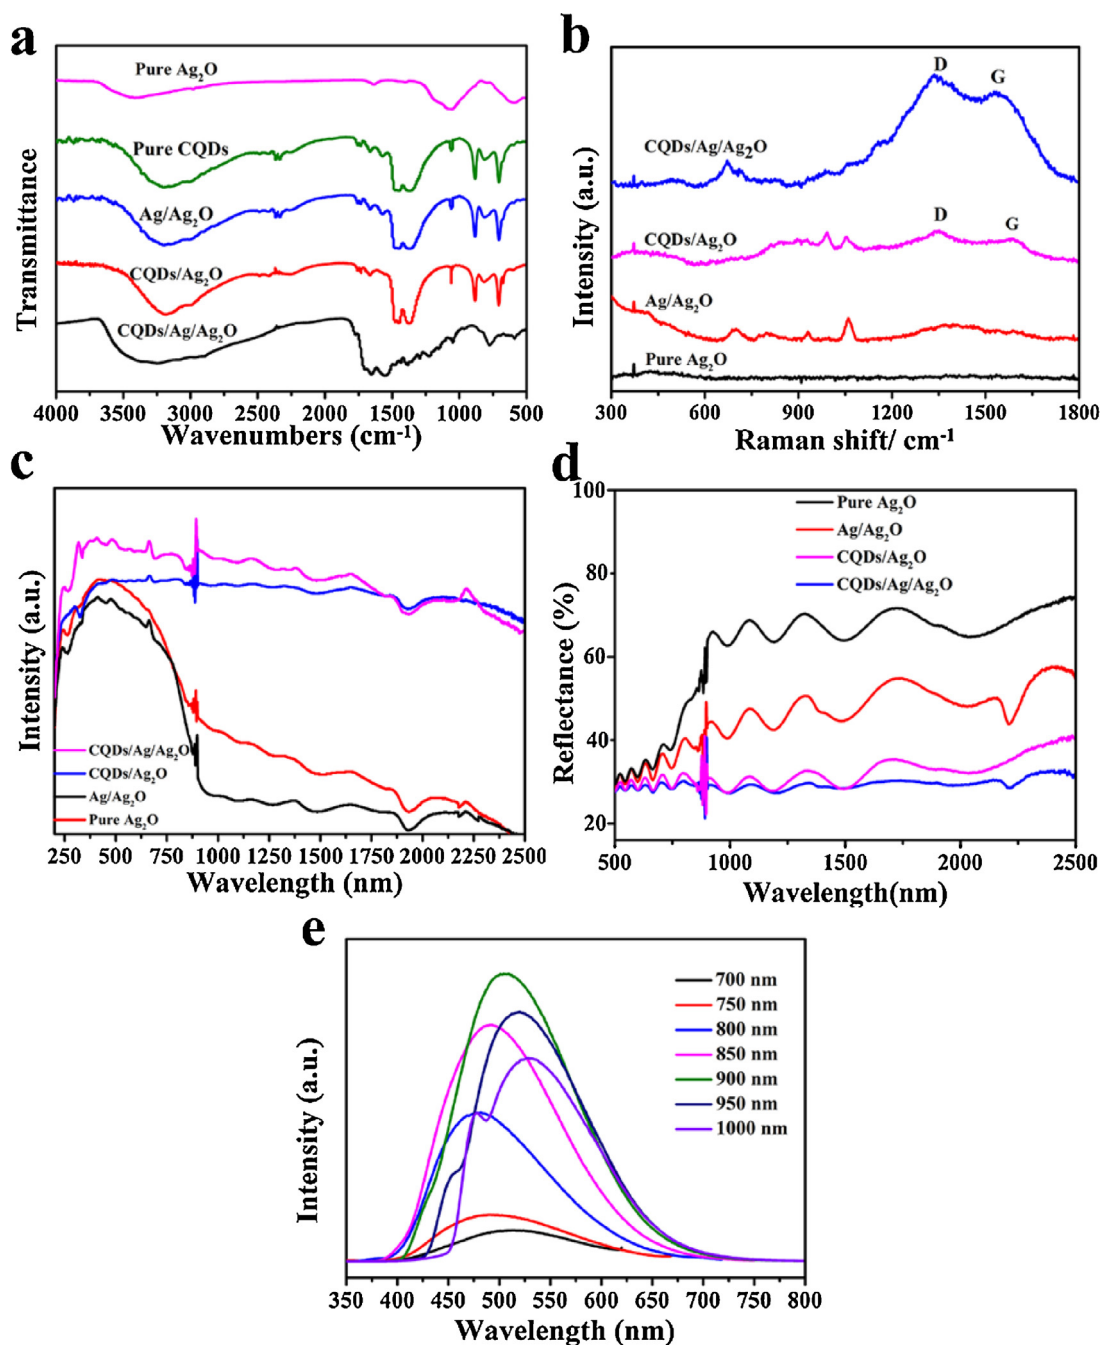 a
Pure Ag₂O
Pure CQDs
Ag/Ag₂O
CQDs/Ag₂O
CQDs/Ag/Ag₂O
Transmittance
4000 3500 3000 2500 2000 1500 1000 500
Wavenumbers (cm⁻¹)
b
D
G
CQDs/Ag/Ag₂O
D
G
CQDs/Ag₂O
Ag/Ag₂O
Pure Ag₂O
Intensity (a.u.)
300 600 900 1200 1500 1800
Raman shift/ cm⁻¹
c
Intensity (a.u.)
CQDs/Ag/Ag₂O
CQDs/Ag₂O
Ag/Ag₂O
Pure Ag₂O
250 500 750 1000 1250 1500 1750 2000 2250 2500
Wavelength (nm)
d
100
80
60
40
20
Reflectance (%)
Pure Ag₂O
Ag/Ag₂O
CQDs/Ag₂O
CQDs/Ag/Ag₂O
500 1000 1500 2000 2500
Wavelength(nm)
e
Intensity (a.u.)
700 nm
750 nm
800 nm
850 nm
900 nm
950 nm
1000 nm
350 400 450 500 550 600 650 700 750 800
Wavelength (nm)